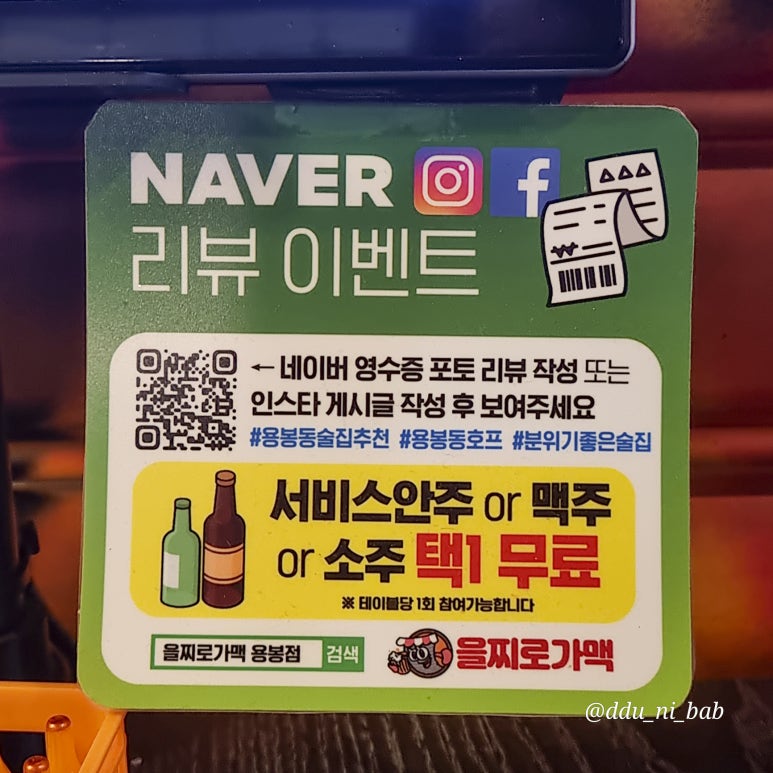 NAVER
리뷰 이벤트
← 네이버 영수증 포토 리뷰 작성 또는
인스타 게시글 작성 후 보여주세요
#용봉동술집추천 #용봉동호프 #분위기좋은술집
서비스안주 or 맥주
or 소주 택1 무료
※ 테이블당 1회 참여가능합니다
을찌로가맥 용봉점 검색
을찌로가맥
@ddu_ni_bab